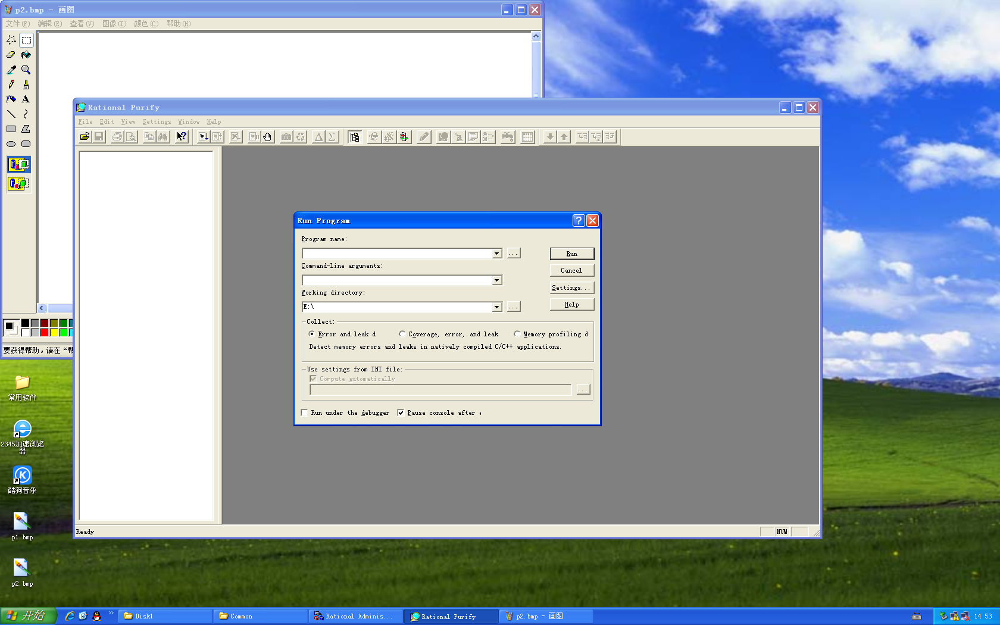 p2.bmp - 画图
文件(F) 编辑(E) 查看(V) 图像(I) 颜色(C) 帮助(H)
要获得帮助，请在“帮
Rational Purify
File Edit View Settings Window Help
Run Program
Program name:
...
Run
Command-line arguments:
Cancel
Settings...
Working directory:
E:\
...
Help
Collect:
Error and leak d
Coverage, error, and leak
Memory profiling d
Detect memory errors and leaks in natively compiled C/C++ applications.
Use settings from INI file:
Compute automatically
...
Run under the debugger
Pause console after
Ready
NUM
常用软件
2345加速浏览
器
酷狗音乐
p1.bmp
p2.bmp
开始
Disk1
Common
Rational Adminis...
Rational Purify
p2.bmp - 画图
14:53